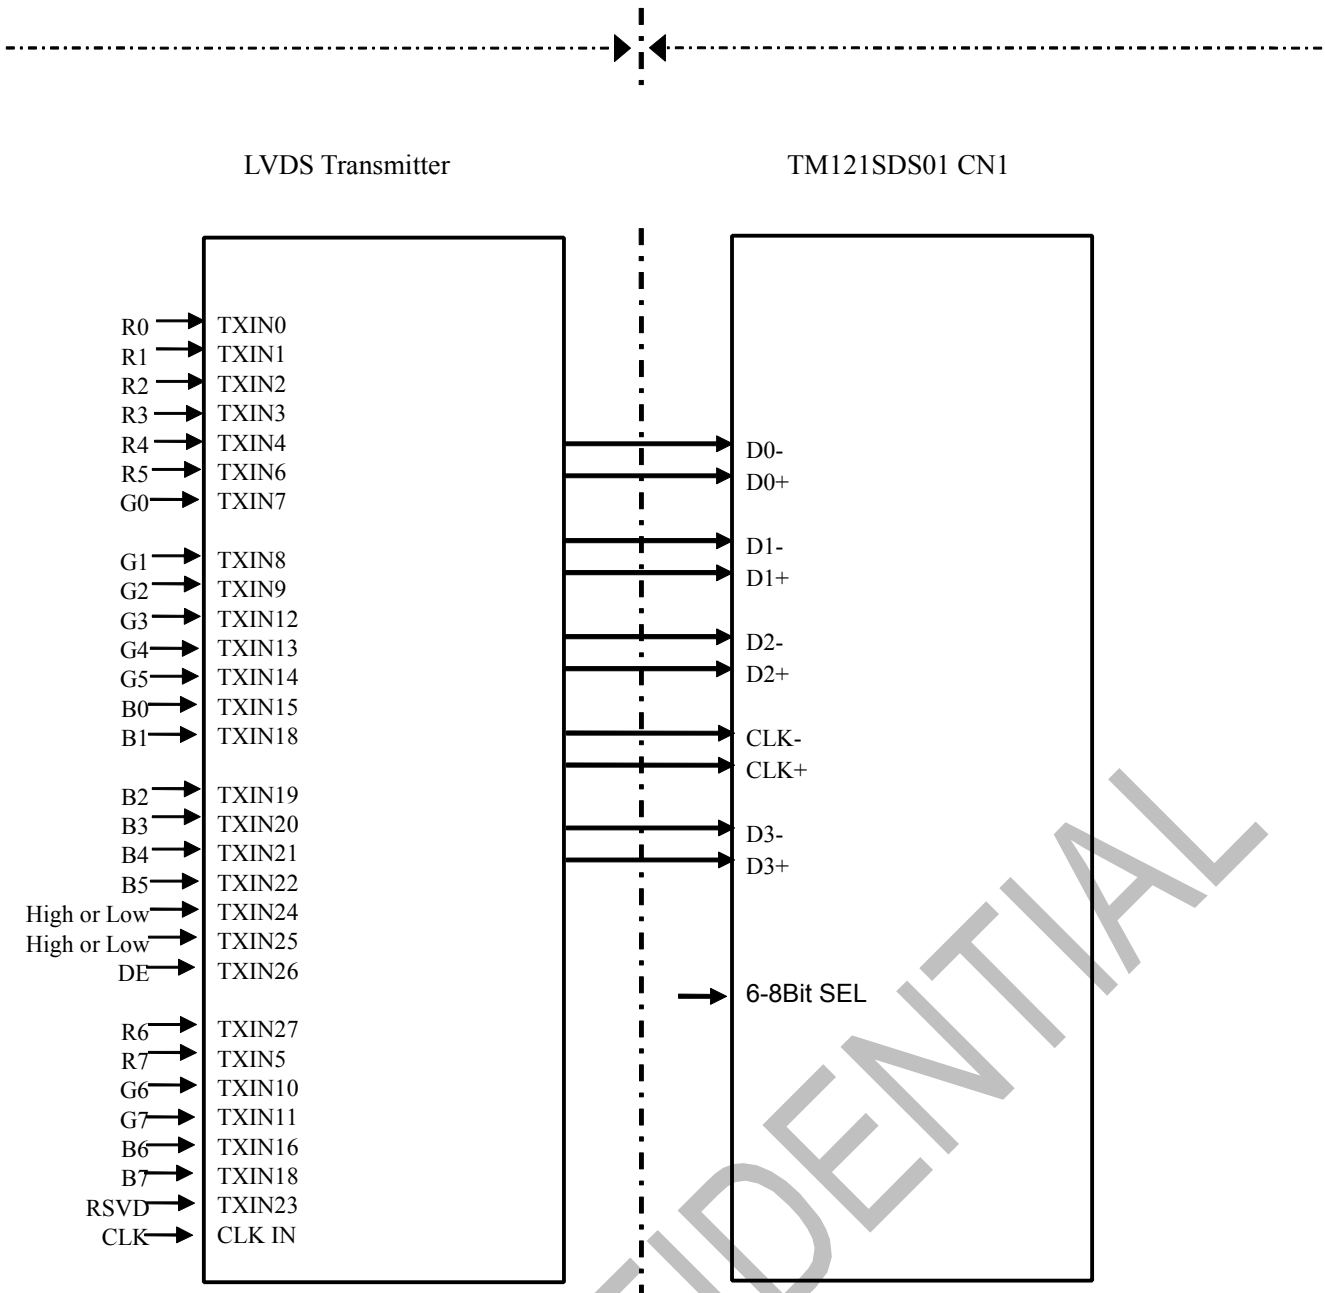 LVDS Transmitter
TM121SDS01 CN1
R0 TXIN0
R1 TXIN1
R2 TXIN2
R3 TXIN3
R4 TXIN4
R5 TXIN6
G0 TXIN7
G1 TXIN8
G2 TXIN9
G3 TXIN12
G4 TXIN13
G5 TXIN14
B0 TXIN15
B1 TXIN18
B2 TXIN19
B3 TXIN20
B4 TXIN21
B5 TXIN22
High or Low TXIN24
High or Low TXIN25
DE TXIN26
R6 TXIN27
R7 TXIN5
G6 TXIN10
G7 TXIN11
B6 TXIN16
B7 TXIN18
RSVD TXIN23
CLK CLK IN
D0-
D0+
D1-
D1+
D2-
D2+
CLK-
CLK+
D3-
D3+
6-8Bit SEL
FIDENTIAL